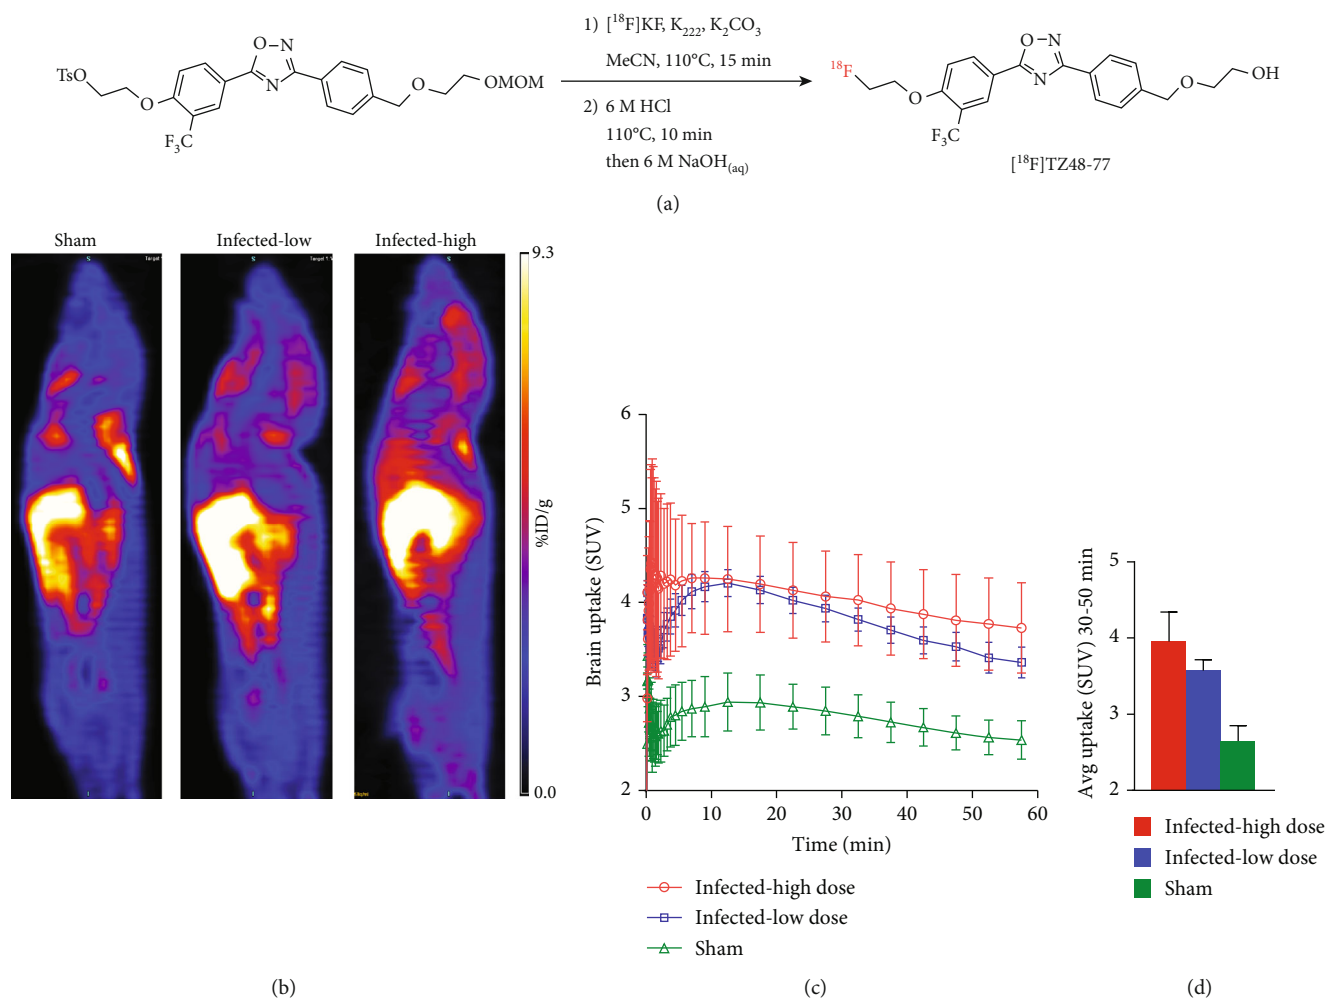 1) [¹⁸F]KF, K₂₂₂, K₂CO₃
MeCN, 110°C, 15 min
2) 6 M HCl
110°C, 10 min
then 6 M NaOH(aq)
TsO
O
F₃C
O–N
N
O
OMOM
¹⁸F
O
F₃C
O–N
N
O
OH
[¹⁸F]TZ48-77
(a)
Sham
Infected-low
Infected-high
S
S
S
Target 1
I
I
9.3
%ID/g
0.0
(b)
Brain uptake (SUV)
6
5
4
3
2
0
10
20
30
40
50
60
Time (min)
Infected-high dose
Infected-low dose
Sham
(c)
Avg uptake (SUV) 30-50 min
5
4
3
2
Infected-high dose
Infected-low dose
Sham
(d)